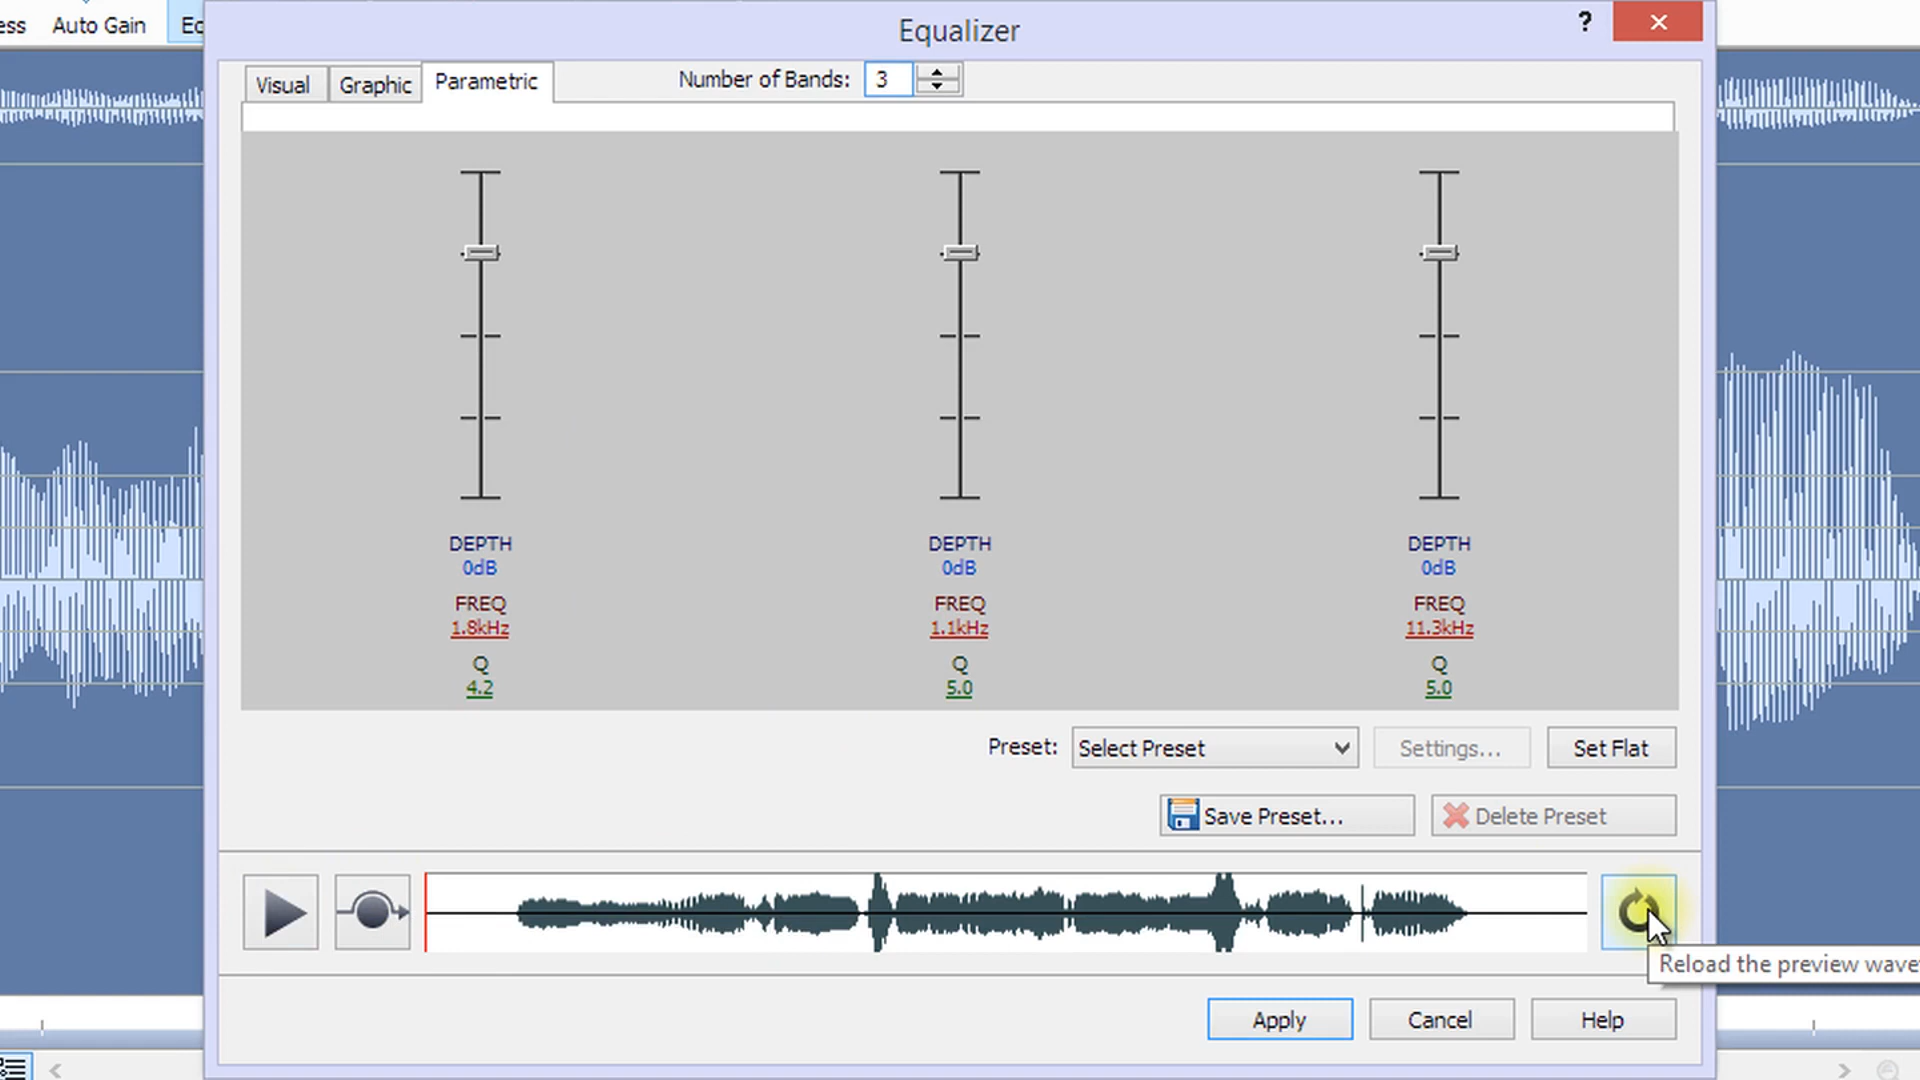 ess Auto Gain Eq
Equalizer
?
Visual Graphic Parametric Number of Bands: 3
DEPTH DEPTH DEPTH
0dB 0dB 0dB
FREQ FREQ FREQ
1.8kHz 1.1kHz 11.3kHz
Q Q Q
4.2 5.0 5.0
Preset: Select Preset Settings... Set Flat
Save Preset... Delete Preset
Reload the preview wave
Apply Cancel Help